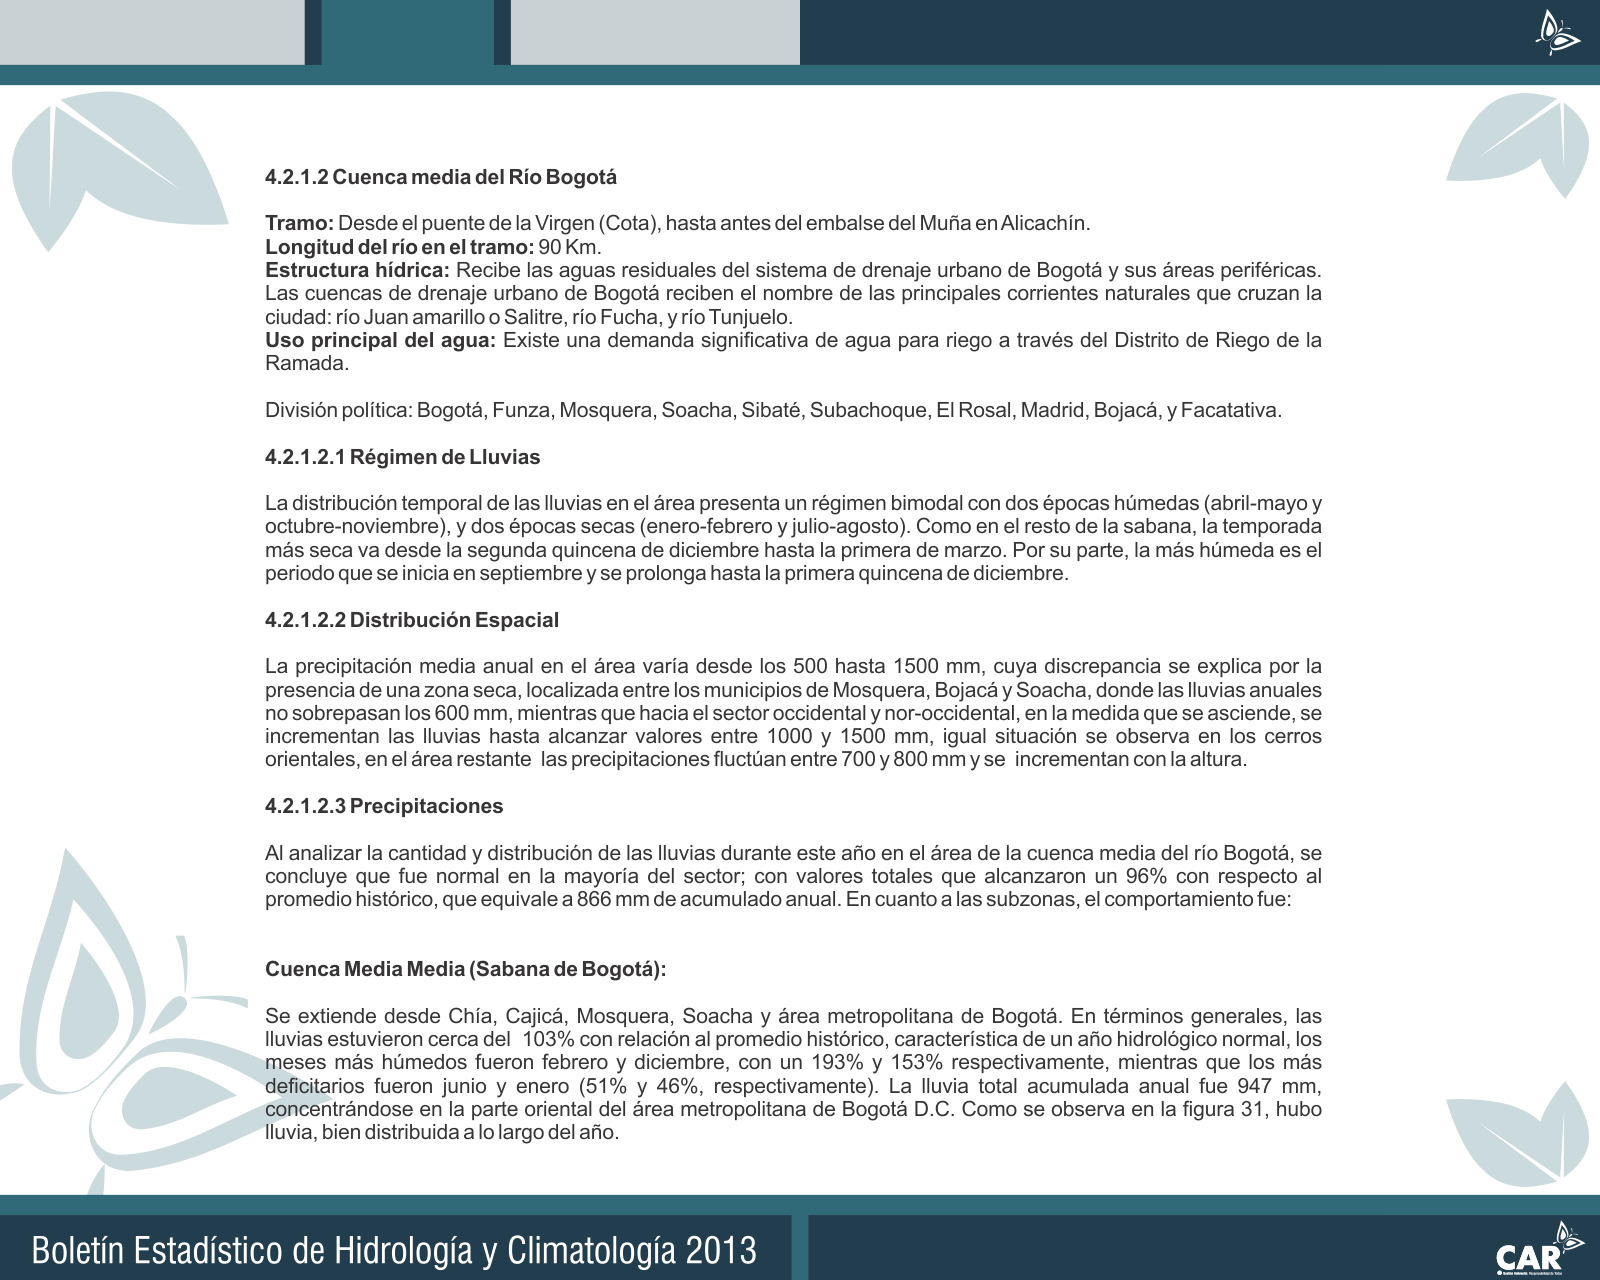 4.2.1.2 Cuenca media del Río Bogotá
Tramo: Desde el puente de la Virgen (Cota), hasta antes del embalse del Muña en Alicachín.
Longitud del río en el tramo: 90 Km.
Estructura hídrica: Recibe las aguas residuales del sistema de drenaje urbano de Bogotá y sus áreas periféricas.
Las cuencas de drenaje urbano de Bogotá reciben el nombre de las principales corrientes naturales que cruzan la
ciudad: río Juan amarillo o Salitre, río Fucha, y río Tunjuelo.
Uso principal del agua: Existe una demanda significativa de agua para riego a través del Distrito de Riego de la
Ramada.
División política: Bogotá, Funza, Mosquera, Soacha, Sibaté, Subachoque, El Rosal, Madrid, Bojacá, y Facatativa.
4.2.1.2.1 Régimen de Lluvias
La distribución temporal de las lluvias en el área presenta un régimen bimodal con dos épocas húmedas (abril-mayo y
octubre-noviembre), y dos épocas secas (enero-febrero y julio-agosto). Como en el resto de la sabana, la temporada
más seca va desde la segunda quincena de diciembre hasta la primera de marzo. Por su parte, la más húmeda es el
periodo que se inicia en septiembre y se prolonga hasta la primera quincena de diciembre.
4.2.1.2.2 Distribución Espacial
La precipitación media anual en el área varía desde los 500 hasta 1500 mm, cuya discrepancia se explica por la
presencia de una zona seca, localizada entre los municipios de Mosquera, Bojacá y Soacha, donde las lluvias anuales
no sobrepasan los 600 mm, mientras que hacia el sector occidental y nor-occidental, en la medida que se asciende, se
incrementan las lluvias hasta alcanzar valores entre 1000 y 1500 mm, igual situación se observa en los cerros
orientales, en el área restante las precipitaciones fluctúan entre 700 y 800 mm y se incrementan con la altura.
4.2.1.2.3 Precipitaciones
Al analizar la cantidad y distribución de las lluvias durante este año en el área de la cuenca media del río Bogotá, se
concluye que fue normal en la mayoría del sector; con valores totales que alcanzaron un 96% con respecto al
promedio histórico, que equivale a 866 mm de acumulado anual. En cuanto a las subzonas, el comportamiento fue:
Cuenca Media Media (Sabana de Bogotá):
Se extiende desde Chía, Cajicá, Mosquera, Soacha y área metropolitana de Bogotá. En términos generales, las
lluvias estuvieron cerca del 103% con relación al promedio histórico, característica de un año hidrológico normal, los
meses más húmedos fueron febrero y diciembre, con un 193% y 153% respectivamente, mientras que los más
deficitarios fueron junio y enero (51% y 46%, respectivamente). La lluvia total acumulada anual fue 947 mm,
concentrándose en la parte oriental del área metropolitana de Bogotá D.C. Como se observa en la figura 31, hubo
lluvia, bien distribuida a lo largo del año.
Boletín Estadístico de Hidrología y Climatología 2013
CAR